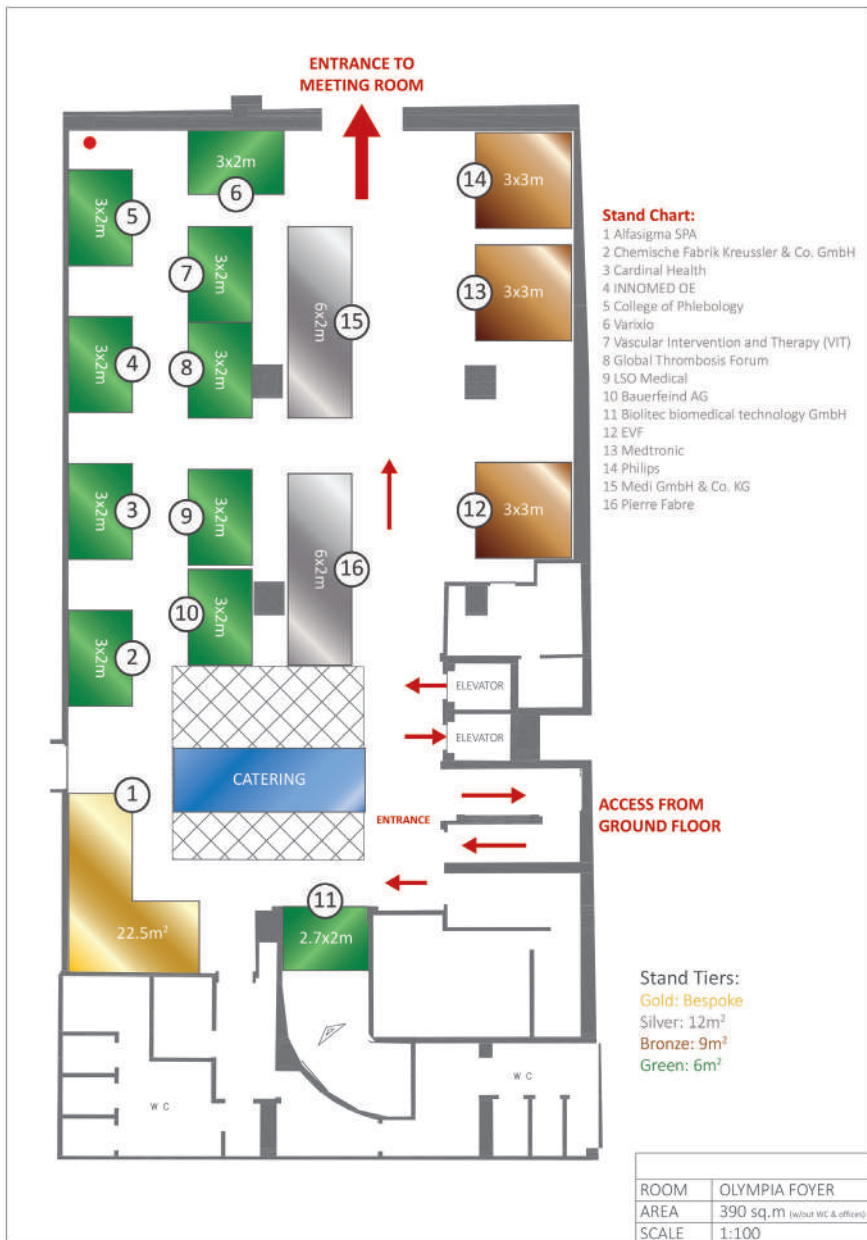 ENTRANCE TO
MEETING ROOM
3x2m
6
14
3x3m
3x2m
5
3x2m
7
6x2m
15
13
3x3m
3x2m
4
3x2m
8
3x2m
3
3x2m
9
12
3x3m
6x2m
16
3x2m
10
3x2m
2
ELEVATOR
ELEVATOR
CATERING
1
ENTRANCE
ACCESS FROM
GROUND FLOOR
22.5m²
11
2.7x2m
W C
W C
Stand Chart:
1 Alfasigma SPA
2 Chemische Fabrik Kreussler & Co. GmbH
3 Cardinal Health
4 INNOMED OE
5 College of Phlebology
6 Varixio
7 Vascular Intervention and Therapy (VIT)
8 Global Thrombosis Forum
9 LSO Medical
10 Bauerfeind AG
11 Biolitec biomedical technology GmbH
12 EVF
13 Medtronic
14 Philips
15 Medi GmbH & Co. KG
16 Pierre Fabre
Stand Tiers:
Gold: Bespoke
Silver: 12m²
Bronze: 9m²
Green: 6m²
ROOM OLYMPIA FOYER
AREA 390 sq.m (w/out WC & offices)
SCALE 1:100